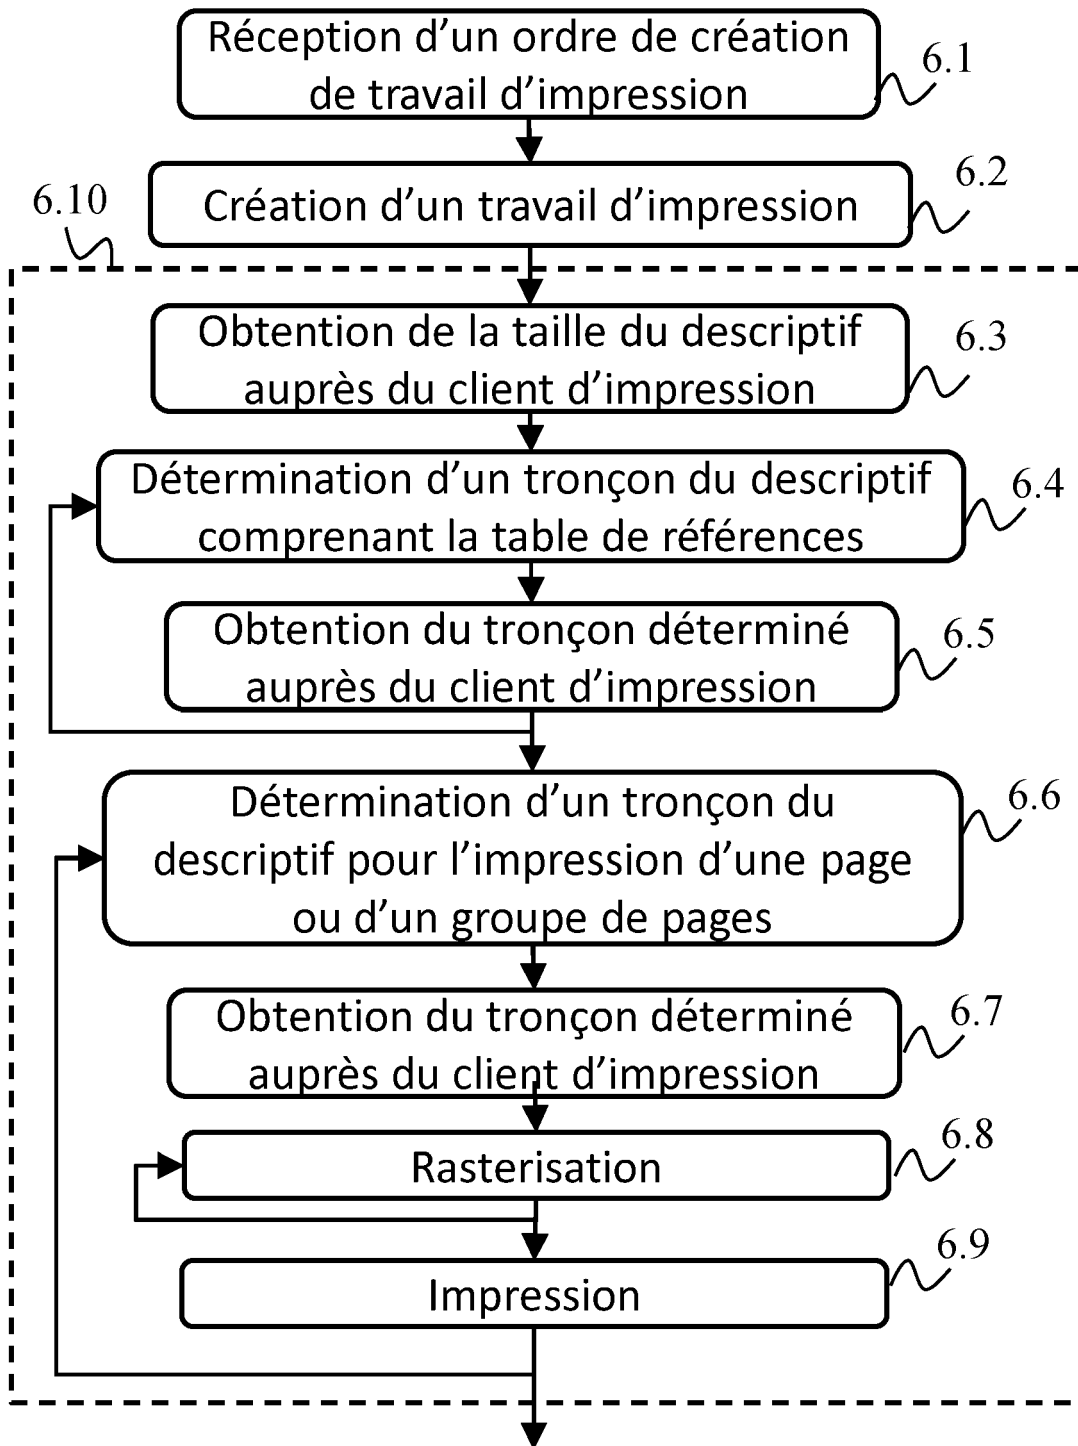 Réception d’un ordre de création
de travail d’impression
6.1
Création d’un travail d’impression
6.2
6.10
Obtention de la taille du descriptif
auprès du client d’impression
6.3
Détermination d’un tronçon du descriptif
comprenant la table de références
6.4
Obtention du tronçon déterminé
auprès du client d’impression
6.5
Détermination d’un tronçon du
descriptif pour l’impression d’une page
ou d’un groupe de pages
6.6
Obtention du tronçon déterminé
auprès du client d’impression
6.7
Rasterisation
6.8
Impression
6.9